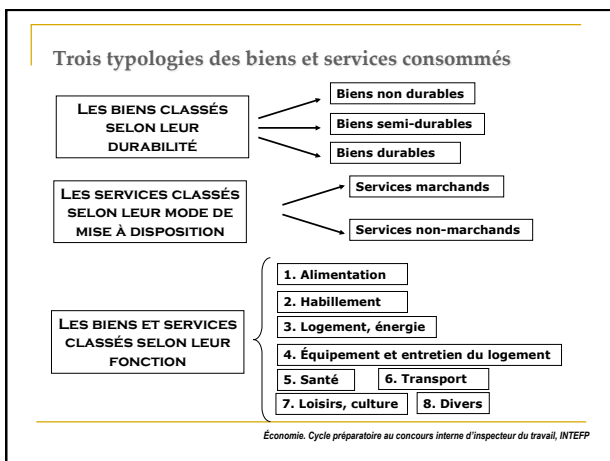 Trois typologies des biens et services consommés
LES BIENS CLASSÉS
SELON LEUR
DURABILITÉ
Biens non durables
Biens semi-durables
Biens durables
LES SERVICES CLASSÉS
SELON LEUR MODE DE
MISE À DISPOSITION
Services marchands
Services non-marchands
LES BIENS ET SERVICES
CLASSÉS SELON LEUR
FONCTION
1. Alimentation
2. Habillement
3. Logement, énergie
4. Équipement et entretien du logement
5. Santé
6. Transport
7. Loisirs, culture
8. Divers
Économie. Cycle préparatoire au concours interne d'inspecteur du travail, INTEFP